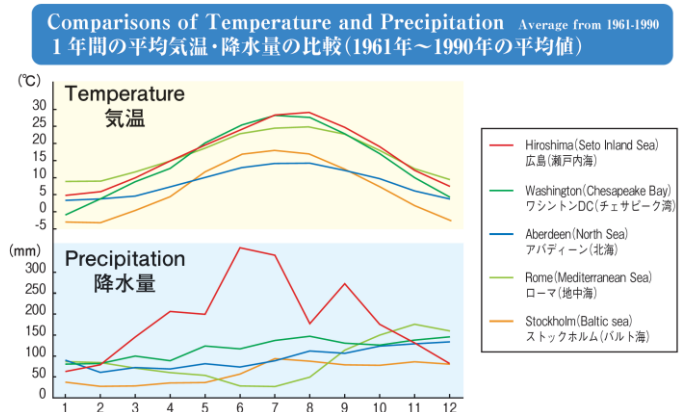 Comparisons of Temperature and Precipitation Average from 1961-1990
1年間の平均気温・降水量の比較(1961年~1990年の平均値)
(℃)
Temperature
気温
30
25
20
15
10
5
0
-5
(mm)
Precipitation
降水量
300
250
200
150
100
50
0
1 2 3 4 5 6 7 8 9 10 11 12
Hiroshima(Seto Inland Sea)
広島(瀬戸内海)
Washington(Chesapeake Bay)
ワシントンDC(チェサピーク湾)
Aberdeen(North Sea)
アバディーン(北海)
Rome(Mediterranean Sea)
ローマ(地中海)
Stockholm(Baltic sea)
ストックホルム(バルト海)